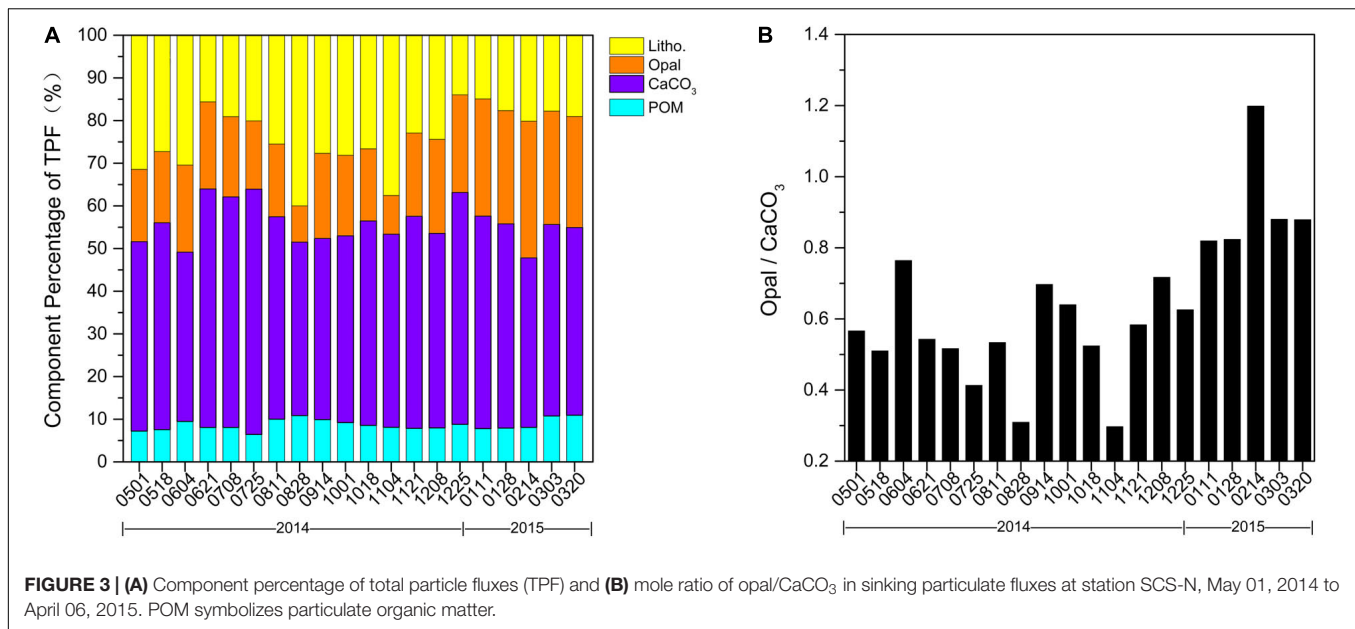 A
Component Percentage of TPF (%)
100
90
80
70
60
50
40
30
20
10
0
0501 0518 0604 0621 0708 0725 0811 0828 0914 1001 1018 1104 1121 1208 1225 0111 0128 0214 0303 0320
2014 2015
Litho.
Opal
CaCO₃
POM
B
Opal / CaCO₃
1.4
1.2
1.0
0.8
0.6
0.4
0.2
0501 0518 0604 0621 0708 0725 0811 0828 0914 1001 1018 1104 1121 1208 1225 0111 0128 0214 0303 0320
2014 2015
FIGURE 3 | (A) Component percentage of total particle fluxes (TPF) and (B) mole ratio of opal/CaCO₃ in sinking particulate fluxes at station SCS-N, May 01, 2014 to
April 06, 2015. POM symbolizes particulate organic matter.